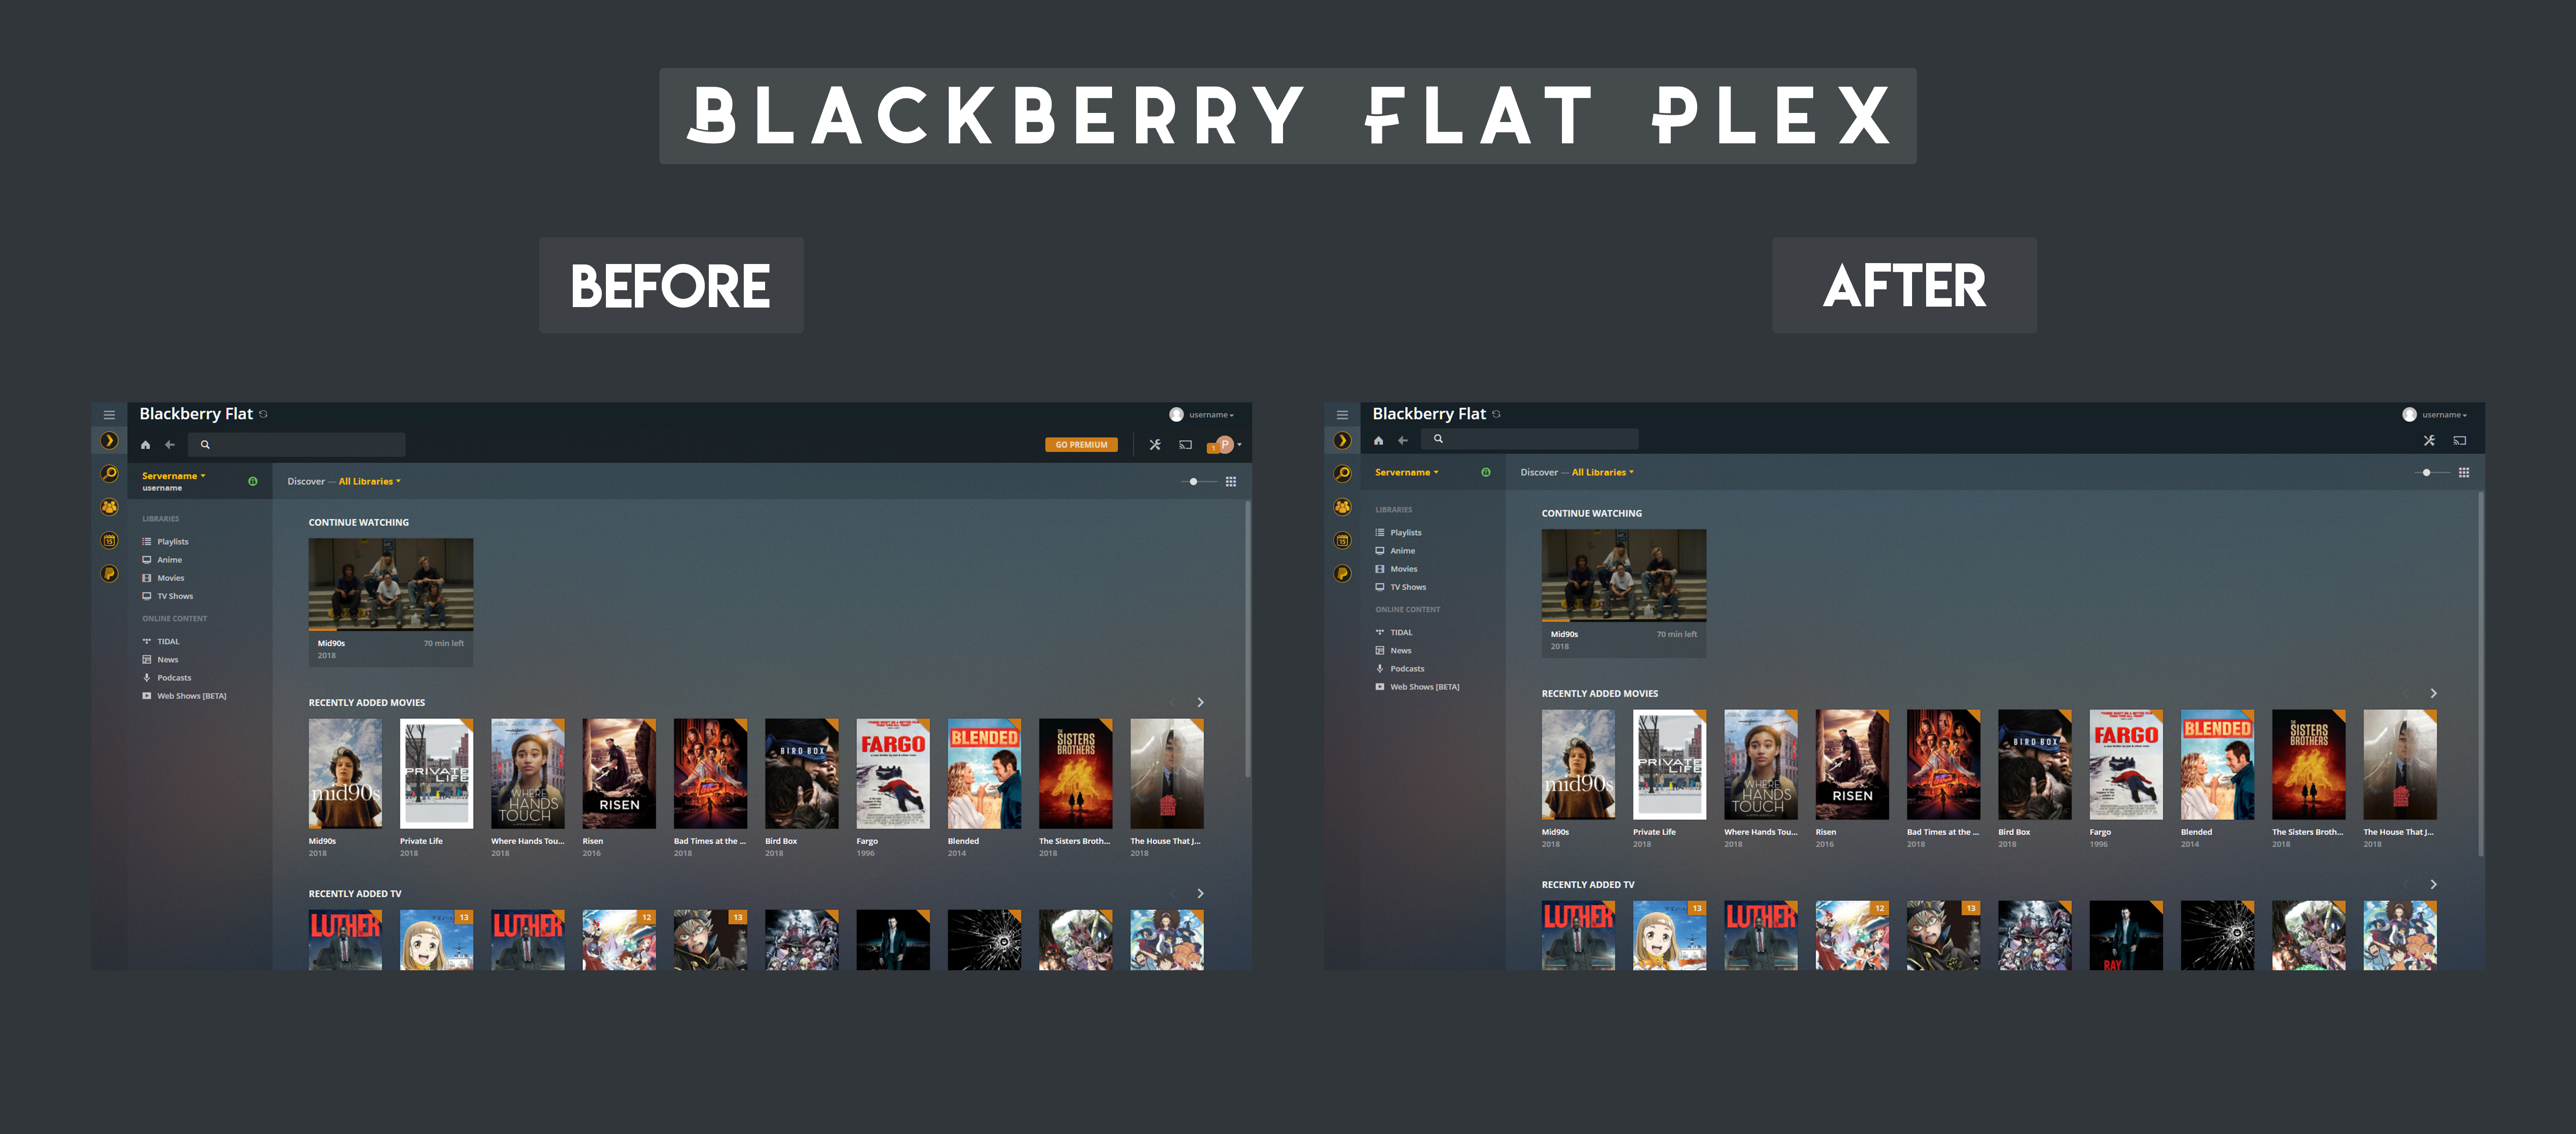 BLACKBERRY FLAT PLEX
BEFORE
AFTER
Blackberry Flat
username
GO PREMIUM
1 P
Servername
username
Discover — All Libraries
LIBRARIES
Playlists
Anime
Movies
TV Shows
ONLINE CONTENT
TIDAL
News
Podcasts
Web Shows [BETA]
CONTINUE WATCHING
Mid90s 70 min left
2018
RECENTLY ADDED MOVIES
mid90s
PRIVATE LIFE
WHERE HANDS TOUCH
RISEN
BIRD BOX
FARGO
BLENDED
THE SISTERS BROTHERS
Mid90s Private Life Where Hands Tou... Risen Bad Times at the ... Bird Box Fargo Blended The Sisters Broth... The House That J...
2018 2018 2018 2016 2018 2018 1996 2014 2018 2018
RECENTLY ADDED TV
LUTHER 13 LUTHER 12 13
Blackberry Flat
username
Servername
Discover — All Libraries
LIBRARIES
Playlists
Anime
Movies
TV Shows
ONLINE CONTENT
TIDAL
News
Podcasts
Web Shows [BETA]
CONTINUE WATCHING
Mid90s 70 min left
2018
RECENTLY ADDED MOVIES
mid90s
PRIVATE LIFE
WHERE HANDS TOUCH
RISEN
BIRD BOX
FARGO
BLENDED
THE SISTERS BROTHERS
Mid90s Private Life Where Hands Tou... Risen Bad Times at the ... Bird Box Fargo Blended The Sisters Broth... The House That J...
2018 2018 2018 2016 2018 2018 1996 2014 2018 2018
RECENTLY ADDED TV
LUTHER 13 LUTHER 12 13
RAY